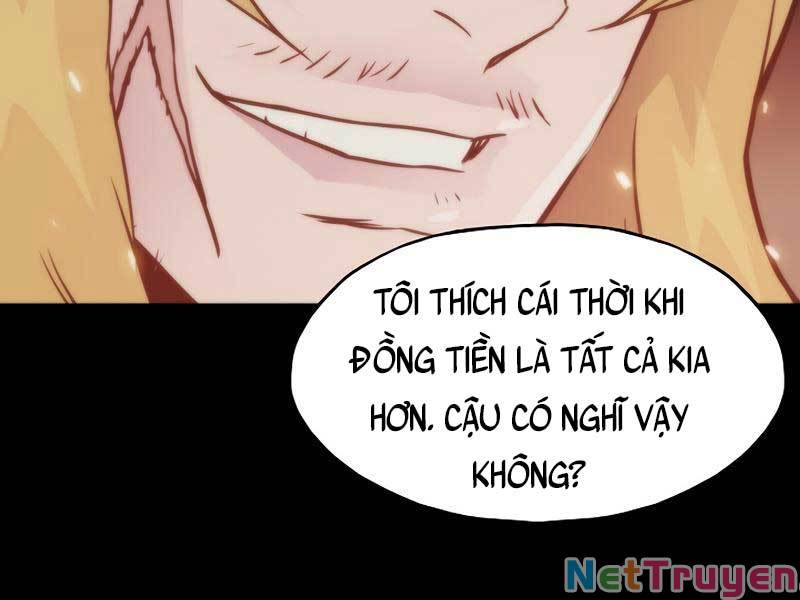 TÔI THÍCH CÁI THỜI KHI
ĐỒNG TIỀN LÀ TẤT CẢ KIA
HƠN. CẬU CÓ NGHĨ VẬY
KHÔNG?
NetTruyen